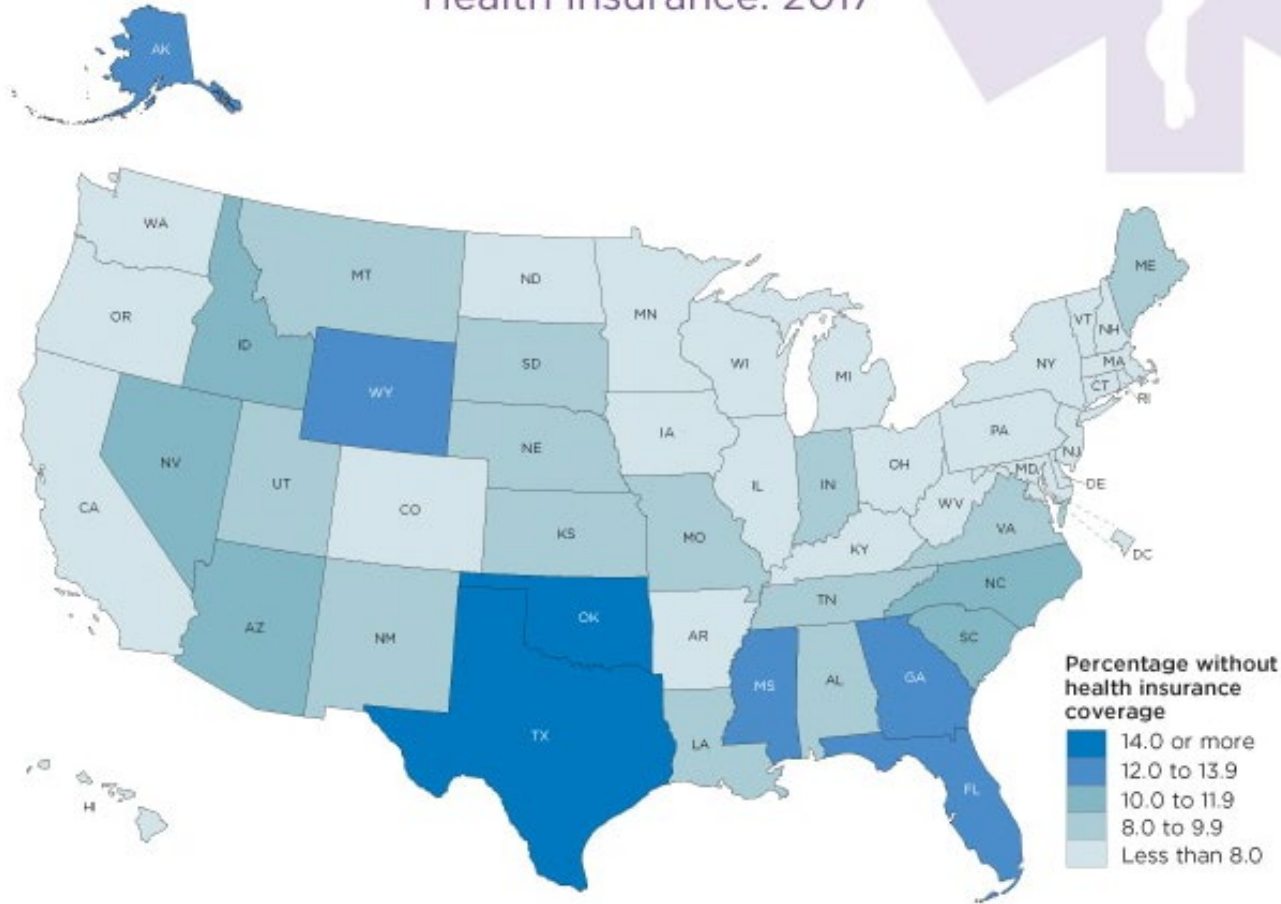 Health Insurance: 2017
AK
WA
MT
ND
ME
OR
MN
VT
NH
ID
SD
WI
NY
MA
MI
WY
CT
RI
IA
PA
NE
NV
OH
NJ
UT
IL
IN
MD
DE
CA
CO
WV
KS
MO
VA
KY
DC
NC
TN
OK
AZ
NM
AR
SC
MS
AL
GA
TX
LA
FL
HI
Percentage without
health insurance
coverage
14.0 or more
12.0 to 13.9
10.0 to 11.9
8.0 to 9.9
Less than 8.0